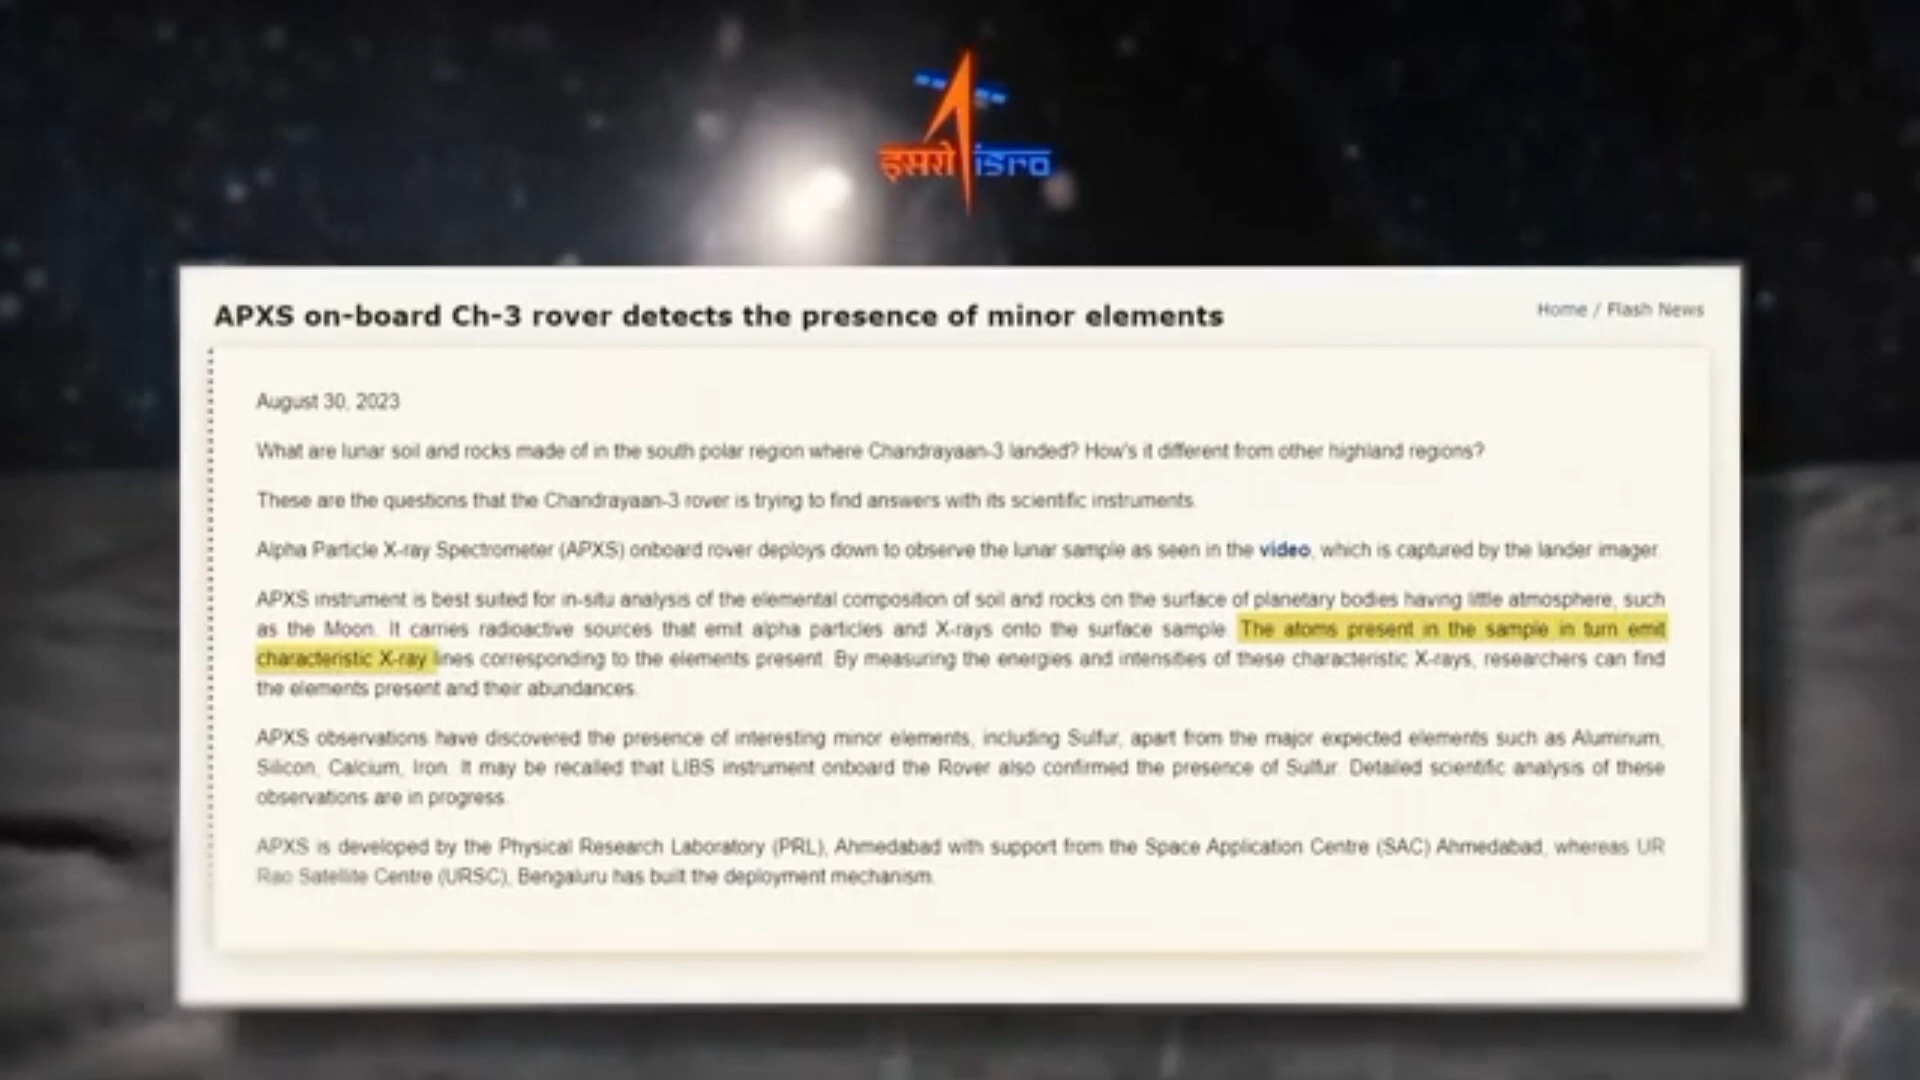 इसरो isro
APXS on-board Ch-3 rover detects the presence of minor elements
Home / Flash News
August 30, 2023
What are lunar soil and rocks made of in the south polar region where Chandrayaan-3 landed? How's it different from other highland regions?
These are the questions that the Chandrayaan-3 rover is trying to find answers with its scientific instruments.
Alpha Particle X-ray Spectrometer (APXS) onboard rover deploys down to observe the lunar sample as seen in the video, which is captured by the lander imager.
APXS instrument is best suited for in-situ analysis of the elemental composition of soil and rocks on the surface of planetary bodies having little atmosphere, such
as the Moon. It carries radioactive sources that emit alpha particles and X-rays onto the surface sample. The atoms present in the sample in turn emit
characteristic X-ray lines corresponding to the elements present. By measuring the energies and intensities of these characteristic X-rays, researchers can find
the elements present and their abundances.
APXS observations have discovered the presence of interesting minor elements, including Sulfur, apart from the major expected elements such as Aluminum,
Silicon, Calcium, Iron. It may be recalled that LIBS instrument onboard the Rover also confirmed the presence of Sulfur. Detailed scientific analysis of these
observations are in progress.
APXS is developed by the Physical Research Laboratory (PRL), Ahmedabad with support from the Space Application Centre (SAC) Ahmedabad, whereas UR
Rao Satellite Centre (URSC), Bengaluru has built the deployment mechanism.